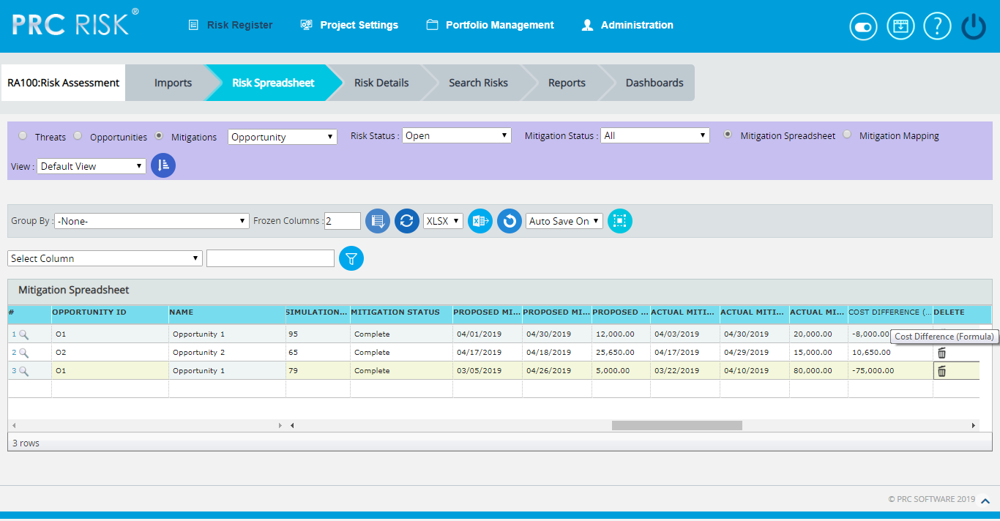 PRC RISK®
Risk Register Project Settings Portfolio Management Administration
?
RA100:Risk Assessment Imports Risk Spreadsheet Risk Details Search Risks Reports Dashboards
Threats Opportunities Mitigations Opportunity Risk Status : Open Mitigation Status : All Mitigation Spreadsheet Mitigation Mapping
View : Default View
Group By : -None- Frozen Columns : 2 XLSX Auto Save On
Select Column
Mitigation Spreadsheet
# OPPORTUNITY ID NAME SIMULATION... MITIGATION STATUS PROPOSED MI... PROPOSED MI... PROPOSED ... ACTUAL MITI... ACTUAL MITI... ACTUAL MI... COST DIFFERENCE (... DELETE
1 O1 Opportunity 1 95 Complete 04/01/2019 04/30/2019 12,000.00 04/03/2019 04/30/2019 20,000.00 -8,000.00
Cost Difference (Formula)
2 O2 Opportunity 2 65 Complete 04/17/2019 04/18/2019 25,650.00 04/17/2019 04/29/2019 15,000.00 10,650.00
3 O1 Opportunity 1 79 Complete 03/05/2019 04/26/2019 5,000.00 03/22/2019 04/10/2019 80,000.00 -75,000.00
3 rows
© PRC SOFTWARE 2019